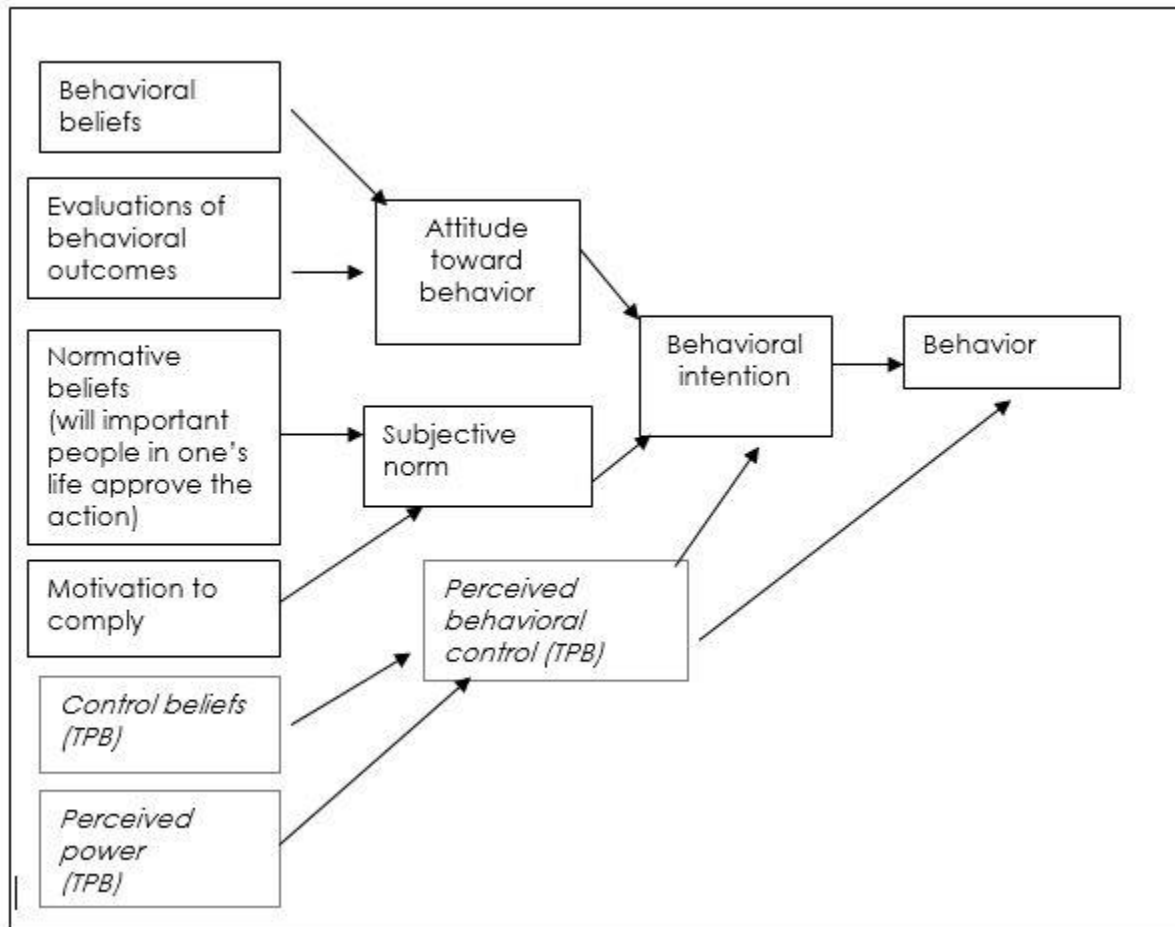 Behavioral
beliefs
Evaluations of
behavioral
outcomes
Attitude
toward
behavior
Normative
beliefs
(will important
people in one's
life approve the
action)
Behavioral
intention
Behavior
Subjective
norm
Motivation to
comply
Perceived
behavioral
control (TPB)
Control beliefs
(TPB)
Perceived
power
(TPB)